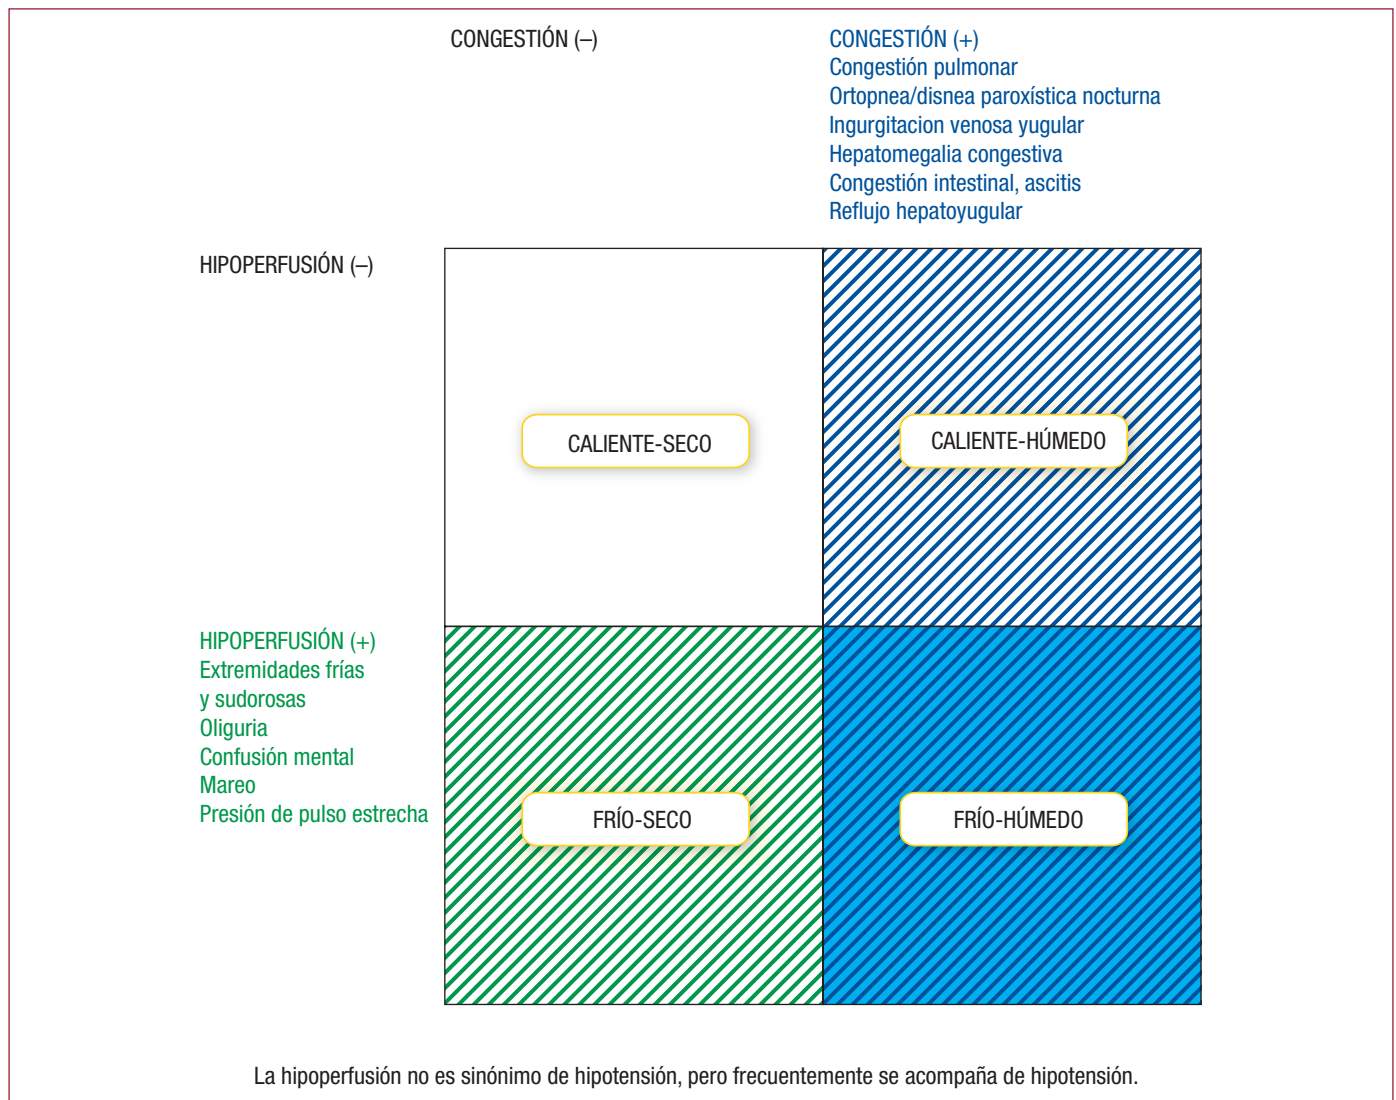 CONGESTIÓN (–)
CONGESTIÓN (+)
Congestión pulmonar
Ortopnea/disnea paroxística nocturna
Ingurgitacion venosa yugular
Hepatomegalia congestiva
Congestión intestinal, ascitis
Reflujo hepatoyugular
HIPOPERFUSIÓN (–)
CALIENTE-SECO
CALIENTE-HÚMEDO
HIPOPERFUSIÓN (+)
Extremidades frías
y sudorosas
Oliguria
Confusión mental
Mareo
Presión de pulso estrecha
FRÍO-SECO
FRÍO-HÚMEDO
La hipoperfusión no es sinónimo de hipotensión, pero frecuentemente se acompaña de hipotensión.